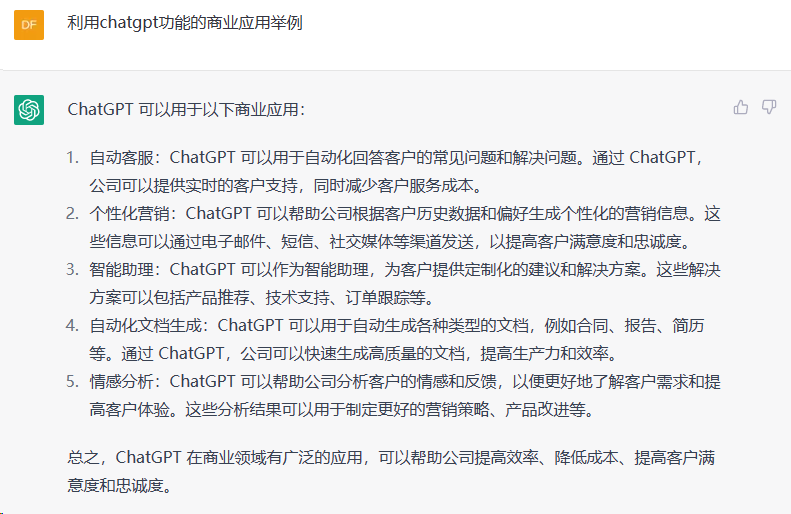 DF
利用chatgpt功能的商业应用举例
ChatGPT 可以用于以下商业应用：
1. 自动客服：ChatGPT 可以用于自动化回答客户的常见问题和解决问题。通过 ChatGPT，
公司可以提供实时的客户支持，同时减少客户服务成本。
2. 个性化营销：ChatGPT 可以帮助公司根据客户历史数据和偏好生成个性化的营销信息。这
些信息可以通过电子邮件、短信、社交媒体等渠道发送，以提高客户满意度和忠诚度。
3. 智能助理：ChatGPT 可以作为智能助理，为客户提供定制化的建议和解决方案。这些解决
方案可以包括产品推荐、技术支持、订单跟踪等。
4. 自动化文档生成：ChatGPT 可以用于自动生成各种类型的文档，例如合同、报告、简历
等。通过 ChatGPT，公司可以快速生成高质量的文档，提高生产力和效率。
5. 情感分析：ChatGPT 可以帮助公司分析客户的情感和反馈，以便更好地了解客户需求和提
高客户体验。这些分析结果可以用于制定更好的营销策略、产品改进等。
总之，ChatGPT 在商业领域有广泛的应用，可以帮助公司提高效率、降低成本、提高客户满
意度和忠诚度。